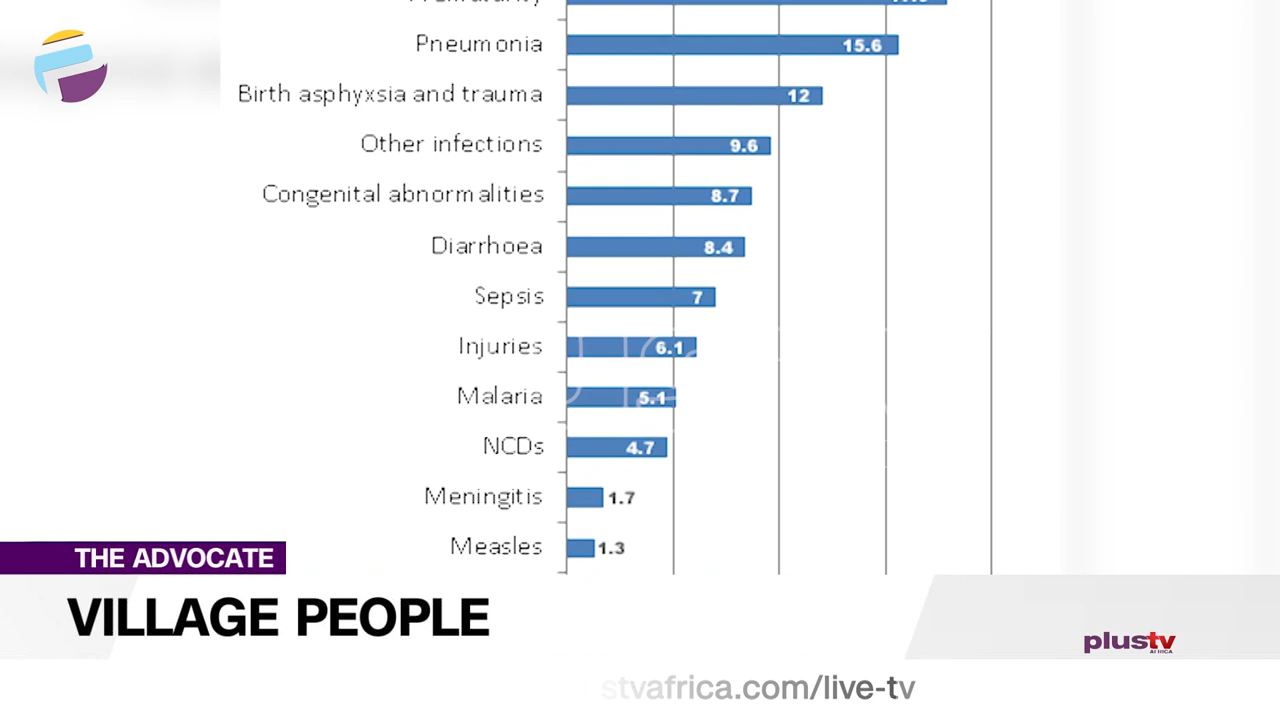 Pneumonia 15.6
Birth asphyxsia and trauma 12
Other infections 9.6
Congenital abnormalities 8.7
Diarrhoea 8.4
Sepsis 7
Injuries 6.1
Malaria 5.1
NCDs 4.7
Meningitis 1.7
Measles 1.3
THE ADVOCATE
VILLAGE PEOPLE
plustv
AFRICA
stvafrica.com/live-tv